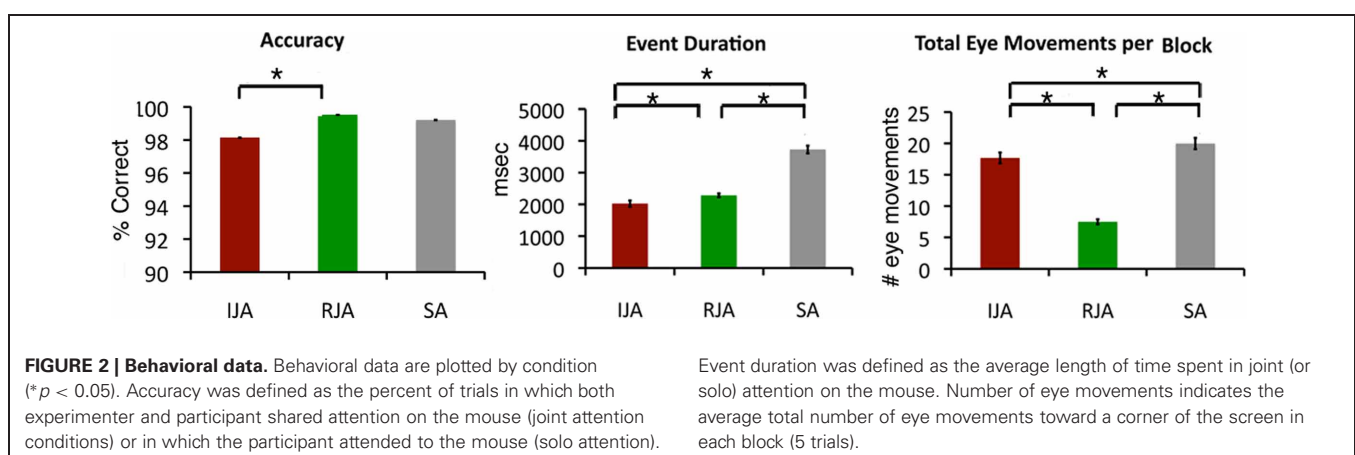 Accuracy
*
100
98
96
94
92
90
% Correct
IJA RJA SA
Event Duration
*
* *
5000
4000
3000
2000
1000
0
msec
IJA RJA SA
Total Eye Movements per Block
*
* *
25
20
15
10
5
0
# eye movements
IJA RJA SA
FIGURE 2 | Behavioral data. Behavioral data are plotted by condition
(*p < 0.05). Accuracy was defined as the percent of trials in which both
experimenter and participant shared attention on the mouse (joint attention
conditions) or in which the participant attended to the mouse (solo attention).
Event duration was defined as the average length of time spent in joint (or
solo) attention on the mouse. Number of eye movements indicates the
average total number of eye movements toward a corner of the screen in
each block (5 trials).